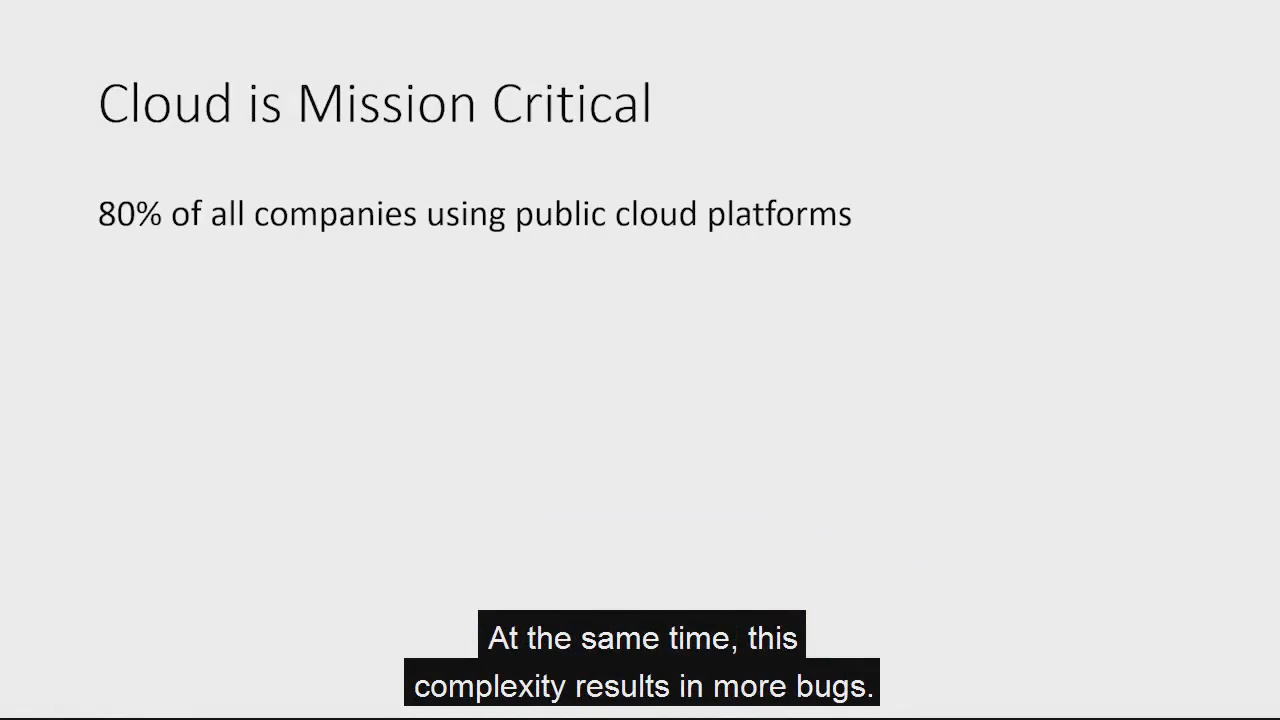 Cloud is Mission Critical
80% of all companies using public cloud platforms
At the same time, this
complexity results in more bugs.